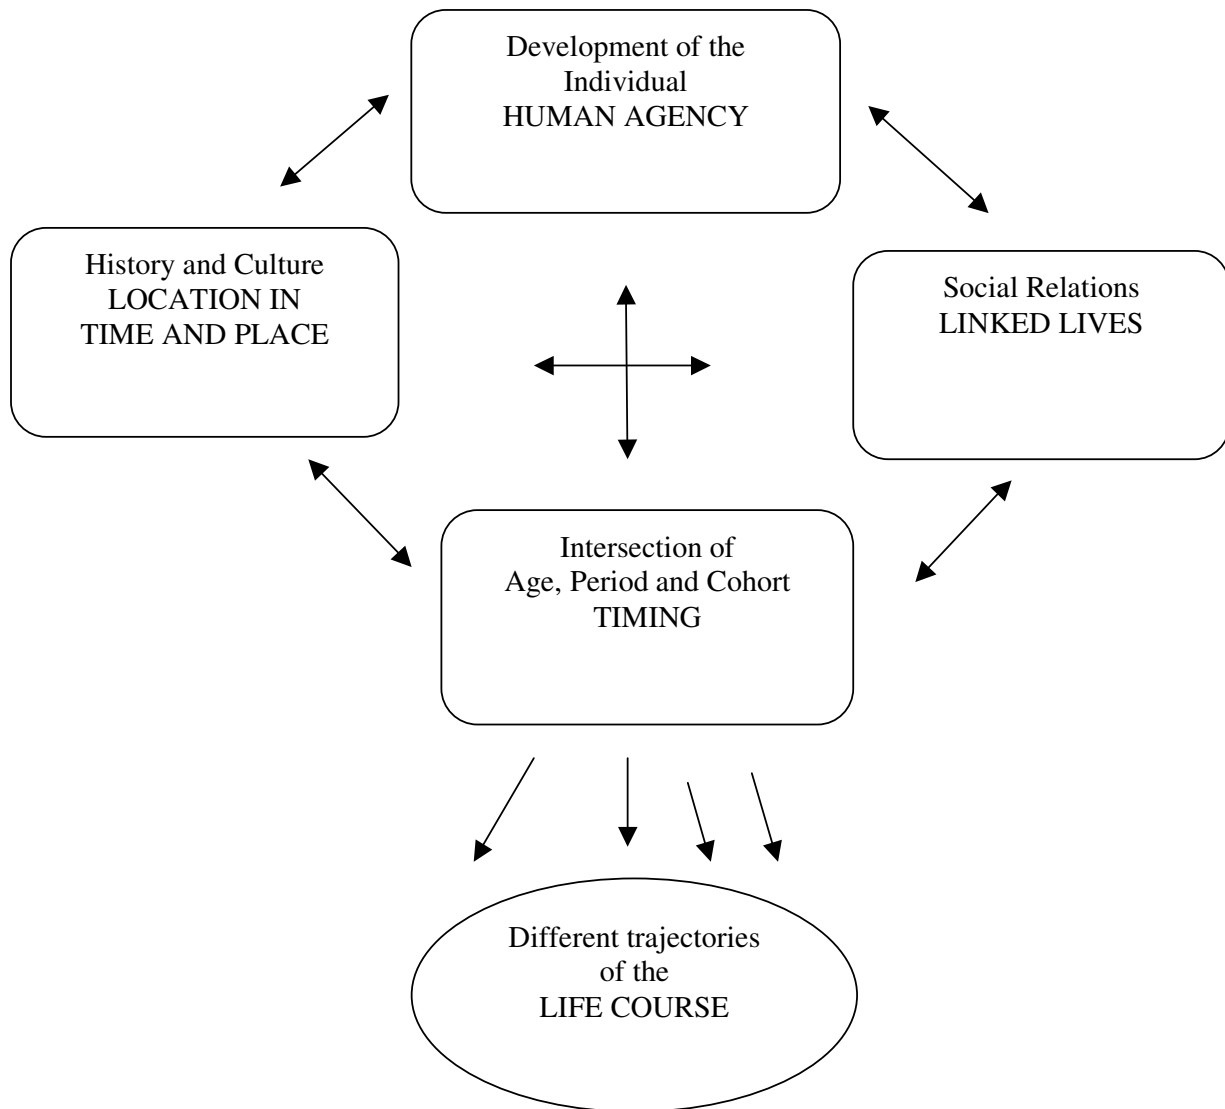 Development of the
Individual
HUMAN AGENCY
History and Culture
LOCATION IN
TIME AND PLACE
Social Relations
LINKED LIVES
Intersection of
Age, Period and Cohort
TIMING
Different trajectories
of the
LIFE COURSE